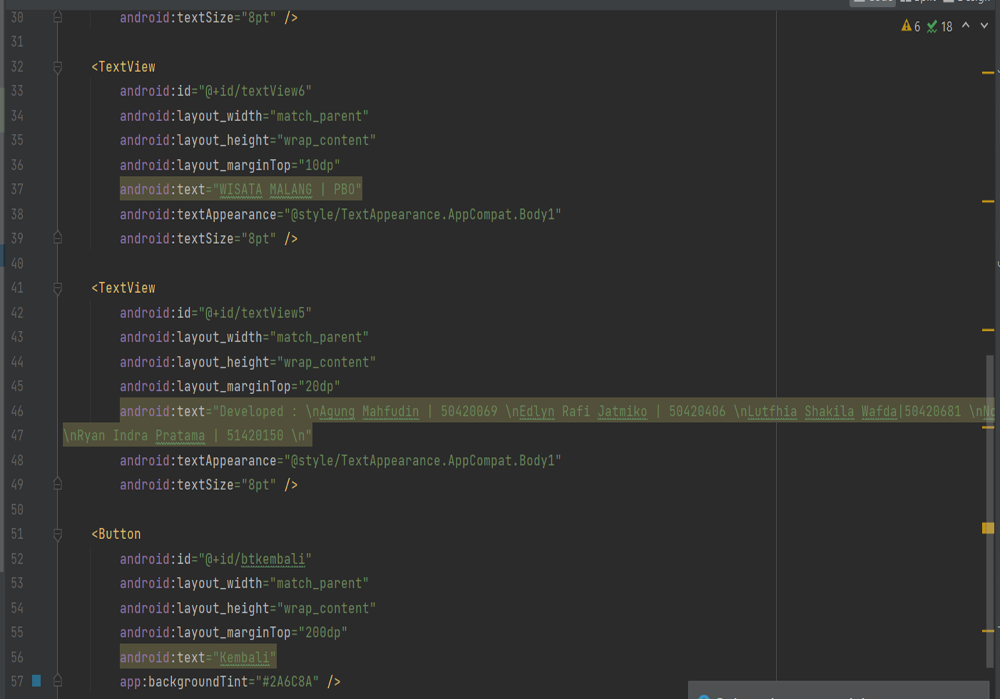 6 18
30 android:textSize="8pt" />
31
32 <TextView
33 android:id="@+id/textView6"
34 android:layout_width="match_parent"
35 android:layout_height="wrap_content"
36 android:layout_marginTop="10dp"
37 android:text="WISATA MALANG | PBO"
38 android:textAppearance="@style/TextAppearance.AppCompat.Body1"
39 android:textSize="8pt" />
40
41 <TextView
42 android:id="@+id/textView5"
43 android:layout_width="match_parent"
44 android:layout_height="wrap_content"
45 android:layout_marginTop="20dp"
46 android:text="Developed : \nAgung Mahfudin | 50420069 \nEdlyn Rafi Jatmiko | 50420406 \nLutfhia Shakila Wafda|50420681
47 \nRyan Indra Pratama | 51420150 \n"
48 android:textAppearance="@style/TextAppearance.AppCompat.Body1"
49 android:textSize="8pt" />
50
51 <Button
52 android:id="@+id/btkembali"
53 android:layout_width="match_parent"
54 android:layout_height="wrap_content"
55 android:layout_marginTop="200dp"
56 android:text="Kembali"
57 app:backgroundTint="#2A6C8A" />